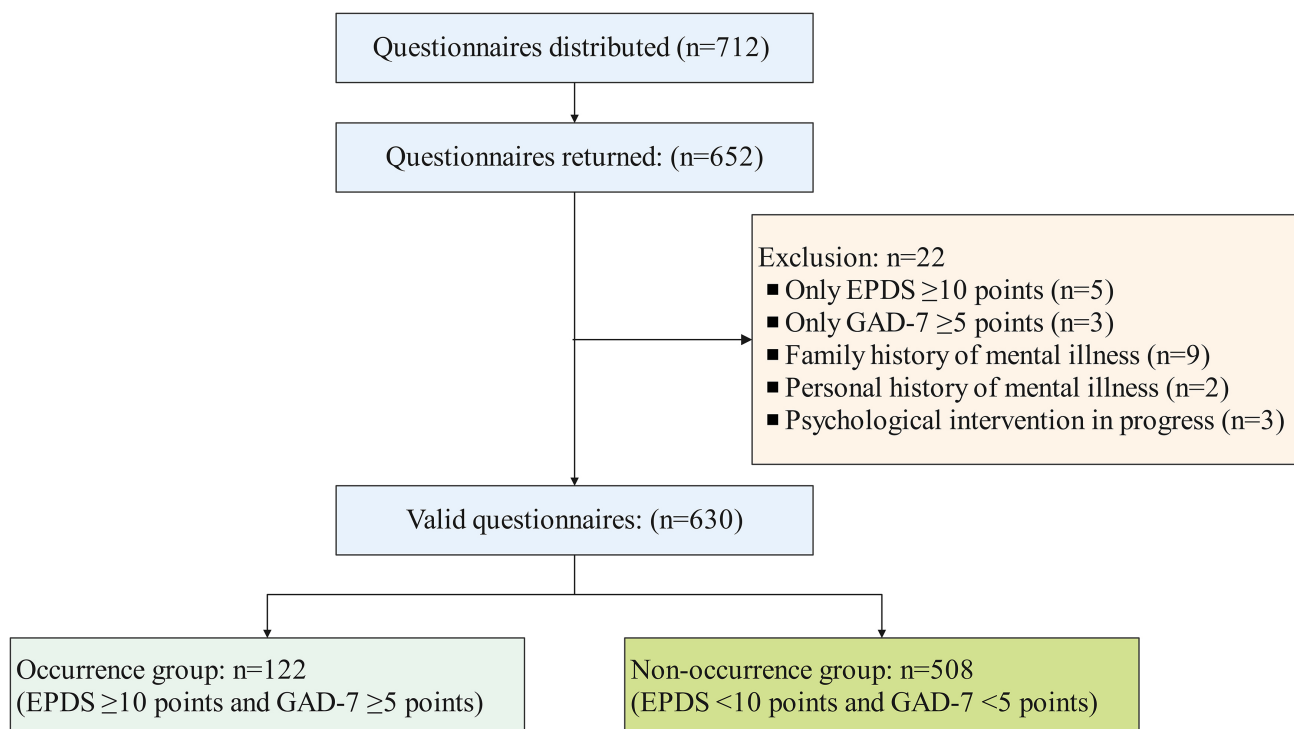 Questionnaires distributed (n=712)
Questionnaires returned: (n=652)
Exclusion: n=22
■ Only EPDS ≥10 points (n=5)
■ Only GAD-7 ≥5 points (n=3)
■ Family history of mental illness (n=9)
■ Personal history of mental illness (n=2)
■ Psychological intervention in progress (n=3)
Valid questionnaires: (n=630)
Occurrence group: n=122
(EPDS ≥10 points and GAD-7 ≥5 points)
Non-occurrence group: n=508
(EPDS <10 points and GAD-7 <5 points)